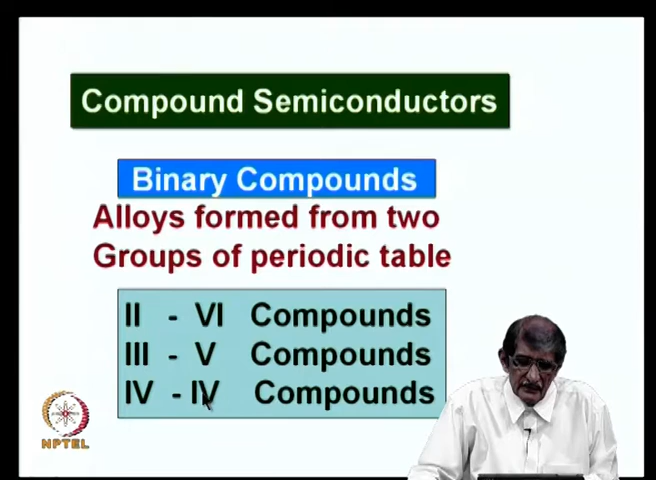 Compound Semiconductors
Binary Compounds
Alloys formed from two
Groups of periodic table
II - VI Compounds
III - V Compounds
IV - IV Compounds
NPTEL